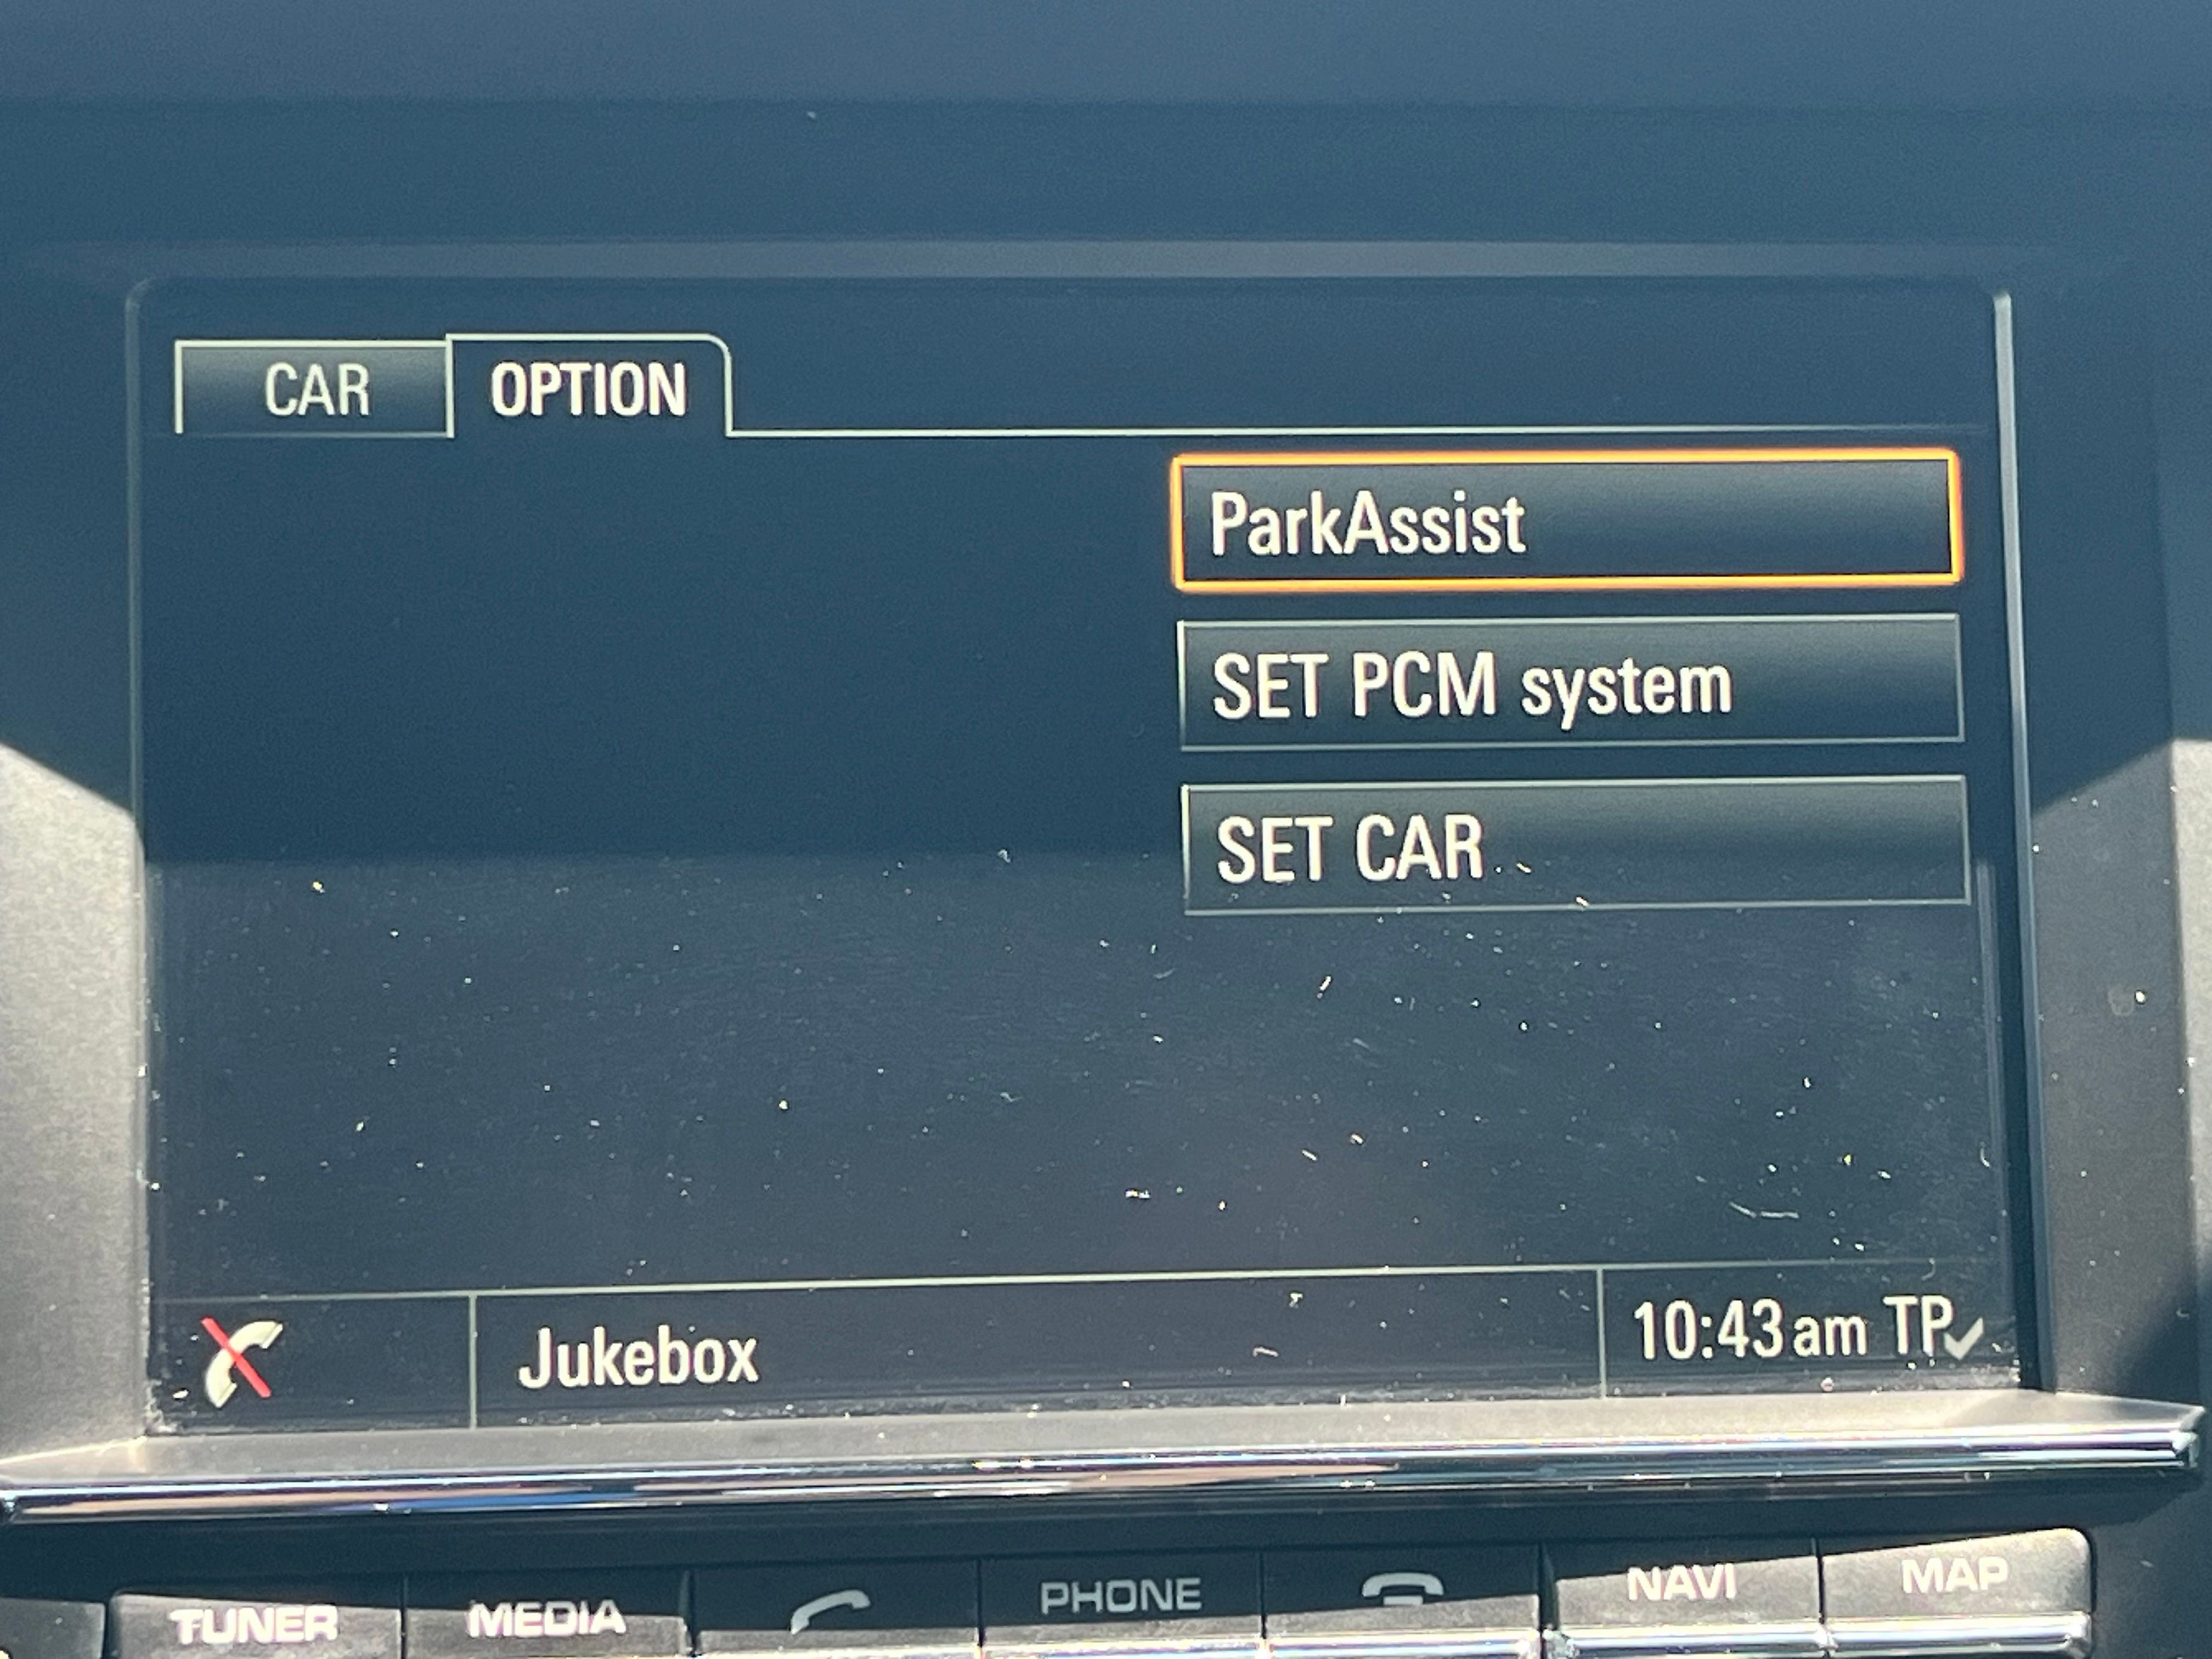 CAR OPTION
ParkAssist
SET PCM system
SET CAR
Jukebox 10:43am TP
TUNER MEDIA PHONE NAVI MAP